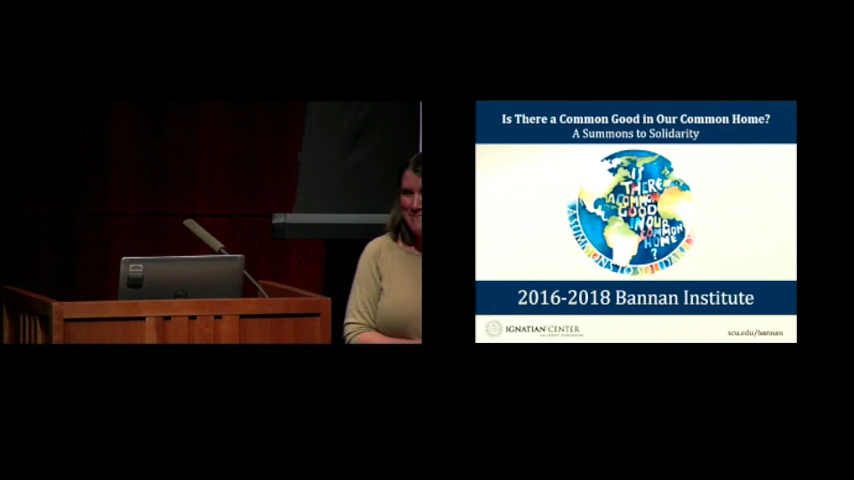 Is There a Common Good in Our Common Home?
A Summons to Solidarity
IS
THERE
A COMMON
GOOD
IN OUR
COMMON
HOME
?
A SUMMONS TO SOLIDARITY
2016-2018 Bannan Institute
IGNATIAN CENTER
scu.edu/bannan